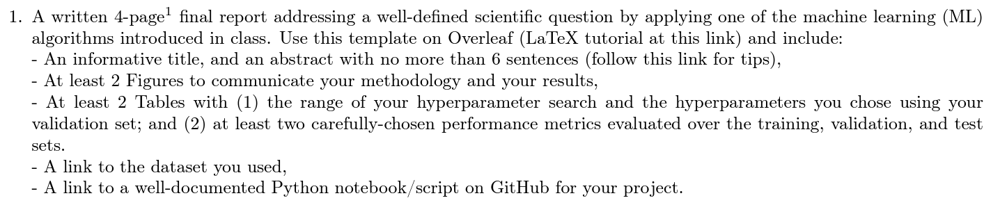 1. A written 4-page¹ final report addressing a well-defined scientific question by applying one of the machine learning (ML)
algorithms introduced in class. Use this template on Overleaf (LaTeX tutorial at this link) and include:
- An informative title, and an abstract with no more than 6 sentences (follow this link for tips),
- At least 2 Figures to communicate your methodology and your results,
- At least 2 Tables with (1) the range of your hyperparameter search and the hyperparameters you chose using your
validation set; and (2) at least two carefully-chosen performance metrics evaluated over the training, validation, and test
sets.
- A link to the dataset you used,
- A link to a well-documented Python notebook/script on GitHub for your project.